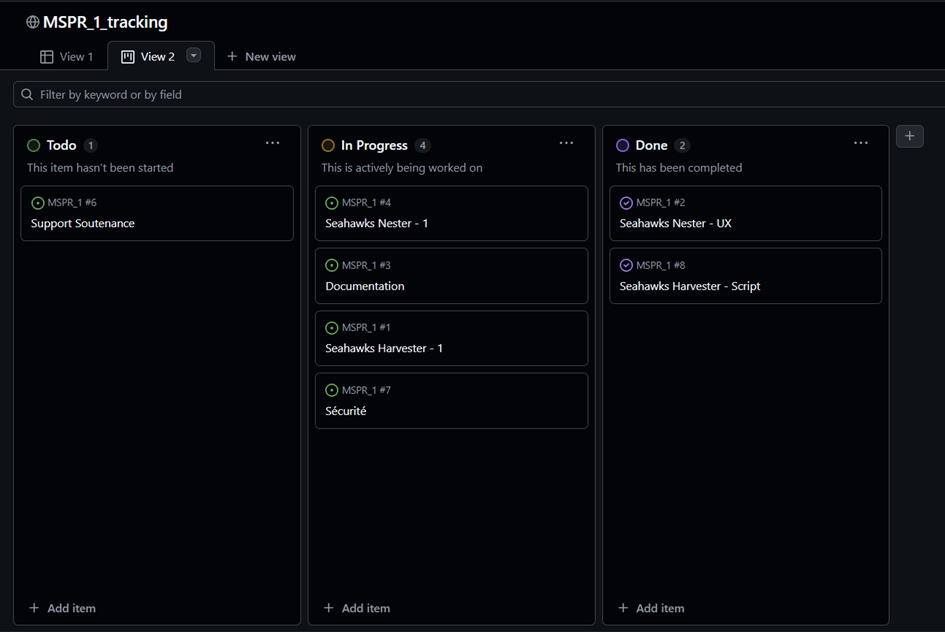 MSPR_1_tracking
View 1
View 2
New view
Filter by keyword or by field
Todo 1
This item hasn't been started
MSPR_1 #6
Support Soutenance
Add item
In Progress 4
This is actively being worked on
MSPR_1 #4
Seahawks Nester - 1
MSPR_1 #3
Documentation
MSPR_1 #1
Seahawks Harvester - 1
MSPR_1 #7
Sécurité
Add item
Done 2
This has been completed
MSPR_1 #2
Seahawks Nester - UX
MSPR_1 #8
Seahawks Harvester - Script
Add item